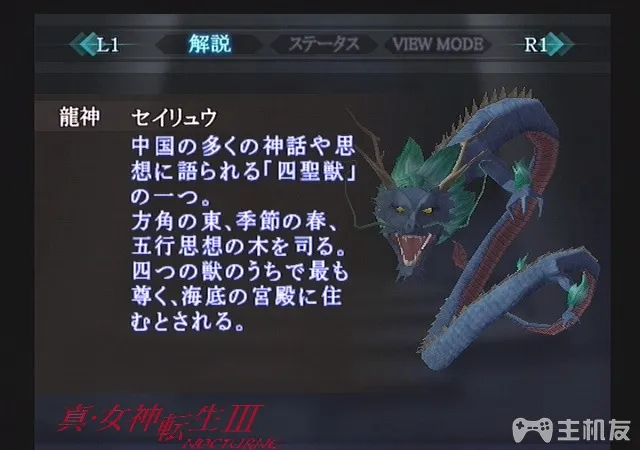 L1 解説 ステータス VIEW MODE R1
龍神 セイリュウ
中国の多くの神話や思
想に語られる「四聖獣」
の一つ。
方角の東、季節の春、
五行思想の木を司る。
四つの獣のうちで最も
尊く、海底の宮殿に住
むとされる。
真・女神転生III
NOCTURNE
主机友